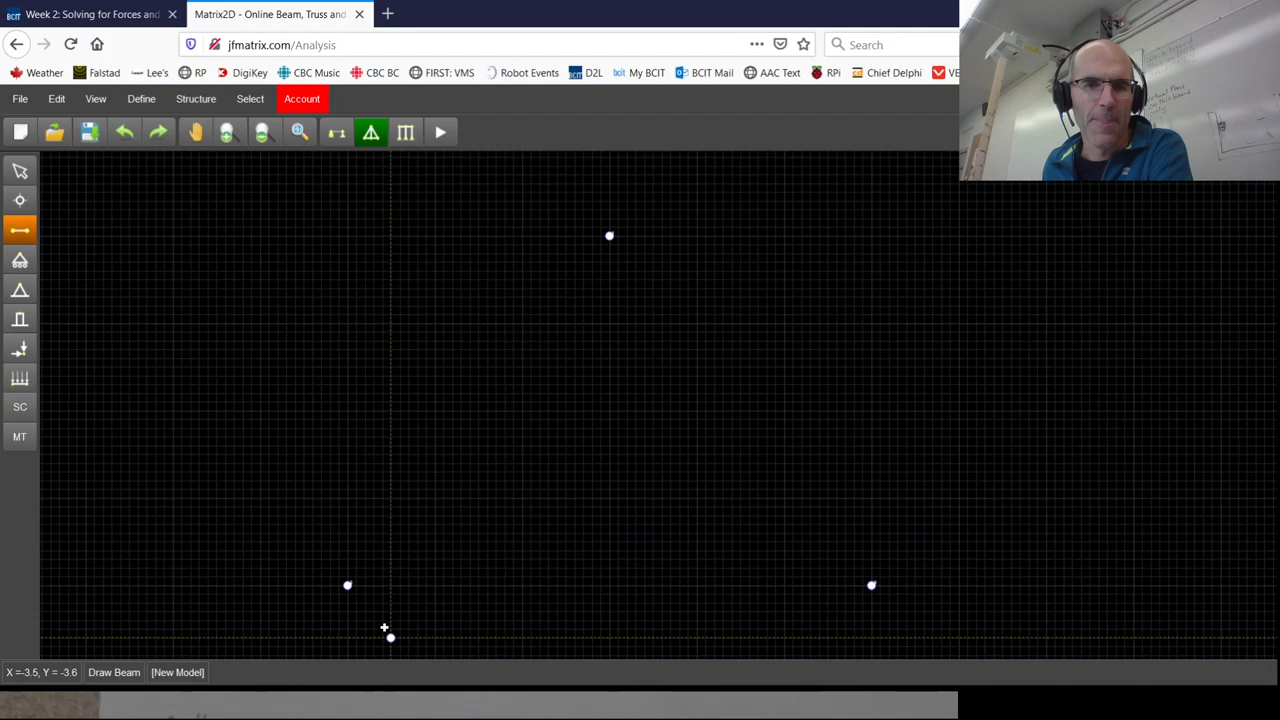 Week 2: Solving for Forces and
Matrix2D - Online Beam, Truss and
jfmatrix.com/Analysis
Search
Weather Falstad Lee's RP DigiKey CBC Music CBC BC FIRST: VMS Robot Events D2L My BCIT BCIT Mail AAC Text RPi Chief Delphi VE
File Edit View Define Structure Select Account
SC
MT
X =-3.5, Y = -3.6 Draw Beam [New Model]